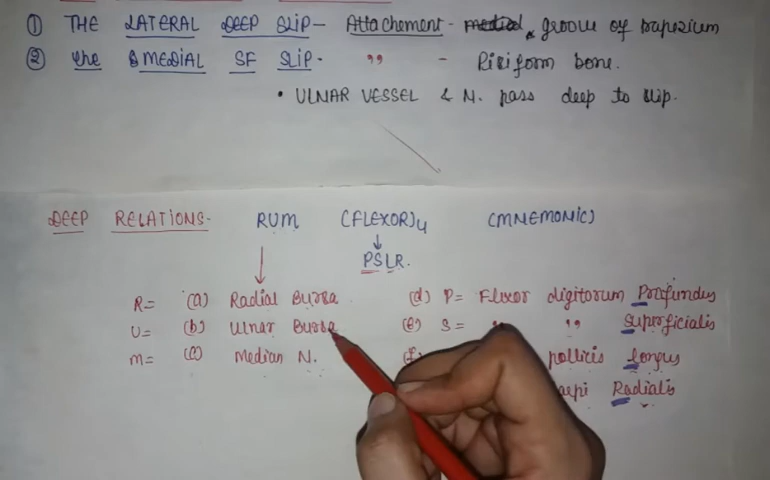 ① THE LATERAL DEEP SLIP - Attachement - groove of trapezium
② the MEDIAL SF SLIP - ,, - Pisiform bone.
• ULNAR VESSEL & N. pass deep to slip.
DEEP RELATIONS- RUM (FLEXOR)4 (MNEMONIC)
↓
PSLR.
R= (a) Radial Bursa
U= (b) Ulnar Bursa
m= (c) Median N.
(d) P= Flexor digitorum Profundus
(e) S= ,, ,, Superficialis
pollicis Longus
Radialis